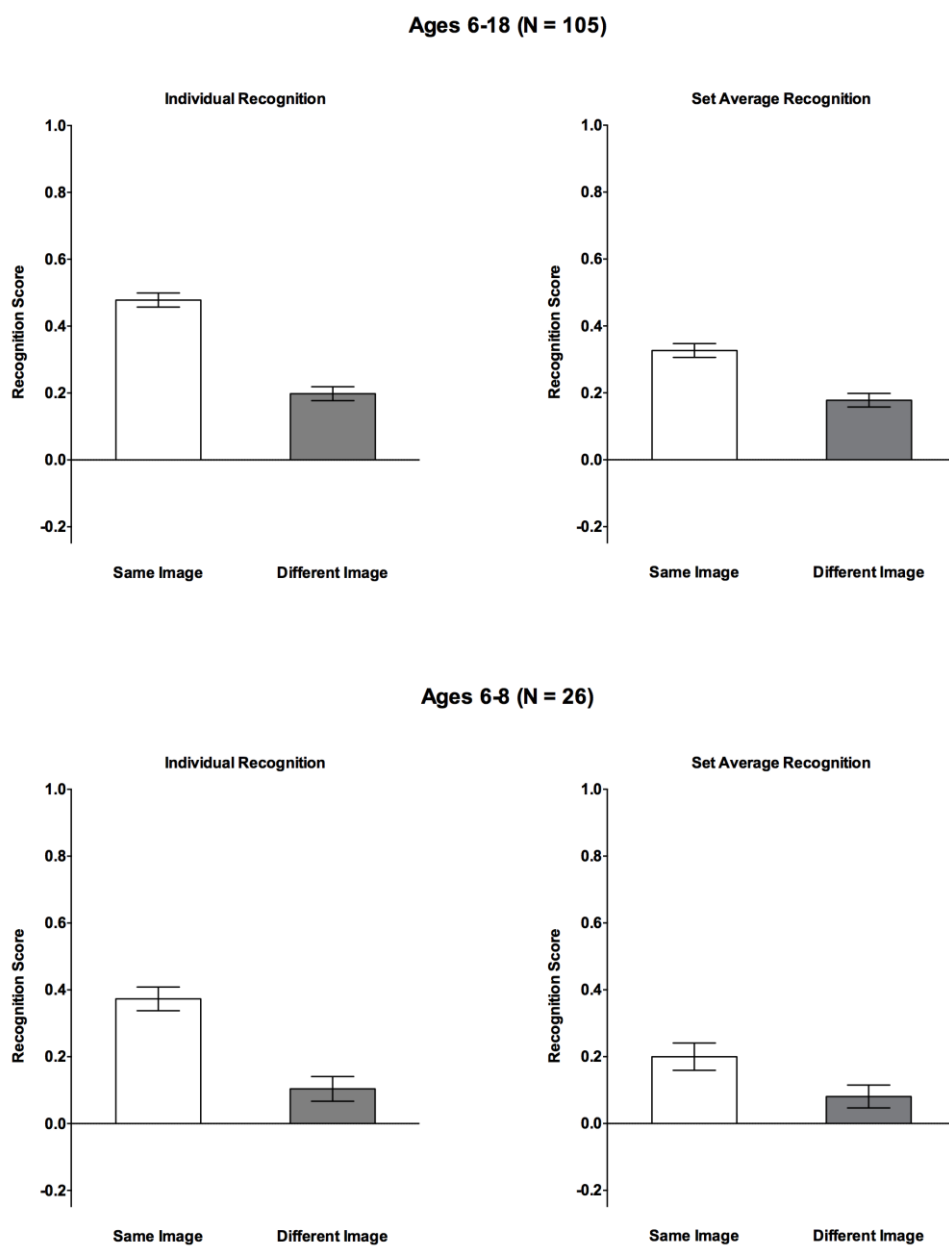 Ages 6-18 (N = 105)
Individual Recognition
Recognition Score
1.0
0.8
0.6
0.4
0.2
0.0
-0.2
Same Image Different Image
Set Average Recognition
Recognition Score
1.0
0.8
0.6
0.4
0.2
0.0
-0.2
Same Image Different Image
Ages 6-8 (N = 26)
Individual Recognition
Recognition Score
1.0
0.8
0.6
0.4
0.2
0.0
-0.2
Same Image Different Image
Set Average Recognition
Recognition Score
1.0
0.8
0.6
0.4
0.2
0.0
-0.2
Same Image Different Image